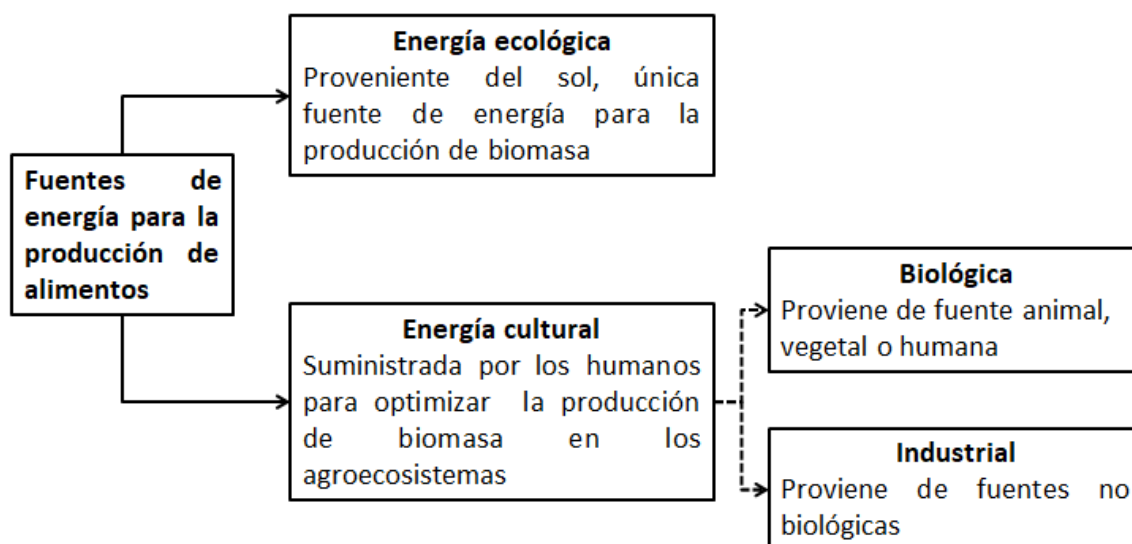 Energía ecológica
Proveniente del sol, única
fuente de energía para la
producción de biomasa
Fuentes de
energía para la
producción de
alimentos
Energía cultural
Suministrada por los humanos
para optimizar la producción
de biomasa en los
agroecosistemas
Biológica
Proviene de fuente animal,
vegetal o humana
Industrial
Proviene de fuentes no
biológicas